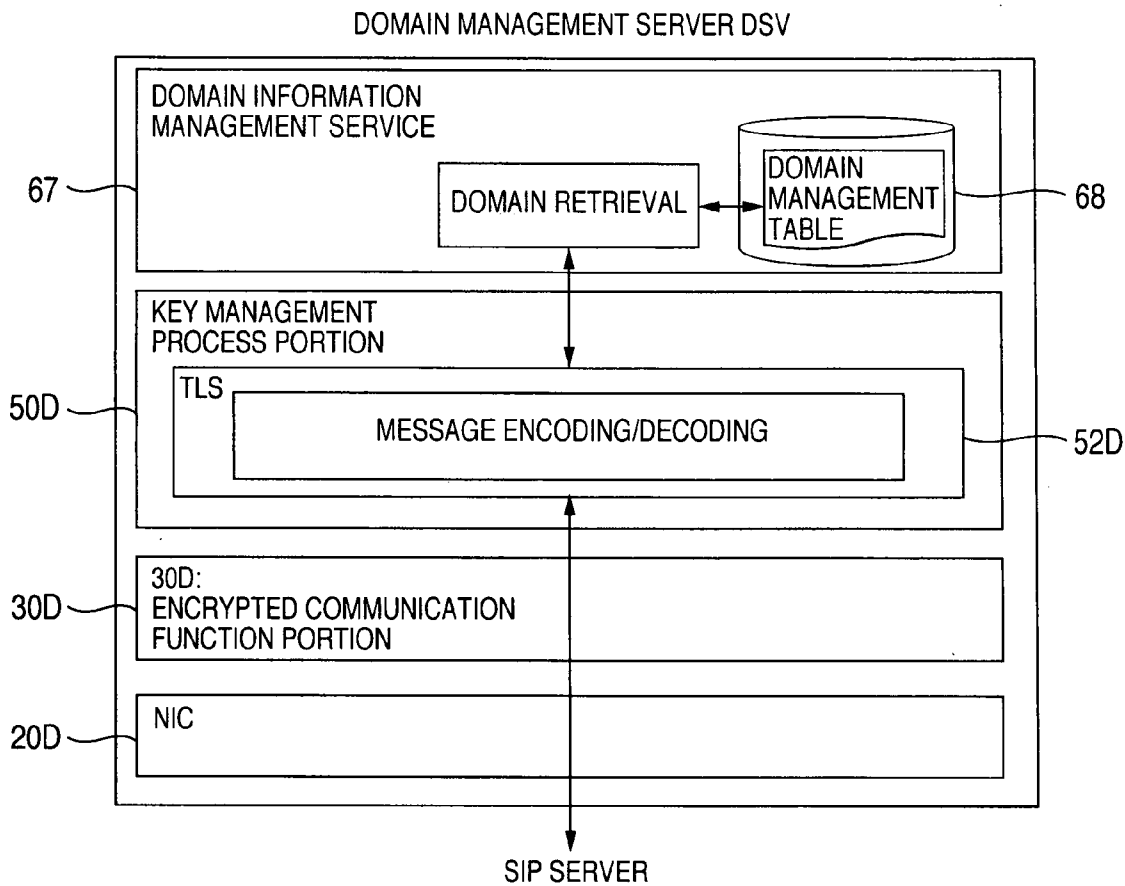 DOMAIN MANAGEMENT SERVER DSV
DOMAIN INFORMATION
MANAGEMENT SERVICE
67
DOMAIN RETRIEVAL
DOMAIN
MANAGEMENT
TABLE
68
KEY MANAGEMENT
PROCESS PORTION
TLS
50D
MESSAGE ENCODING/DECODING
52D
30D:
30D
ENCRYPTED COMMUNICATION
FUNCTION PORTION
NIC
20D
SIP SERVER